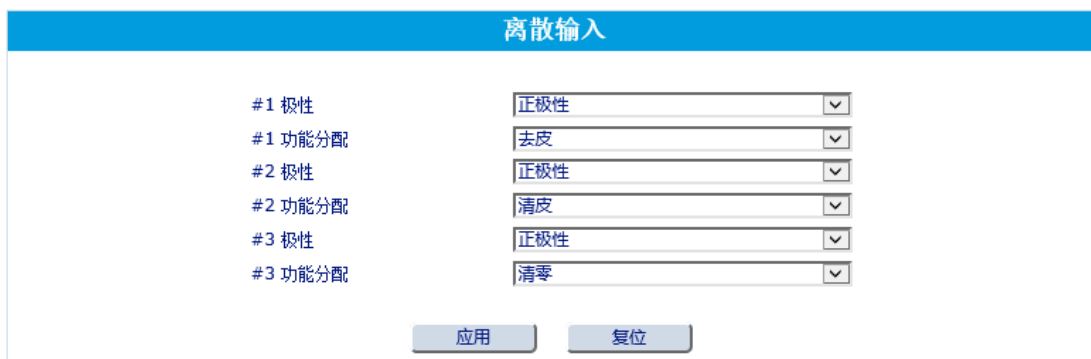 离散输入
#1 极性 正极性
#1 功能分配 去皮
#2 极性 正极性
#2 功能分配 清皮
#3 极性 正极性
#3 功能分配 清零
应用 复位